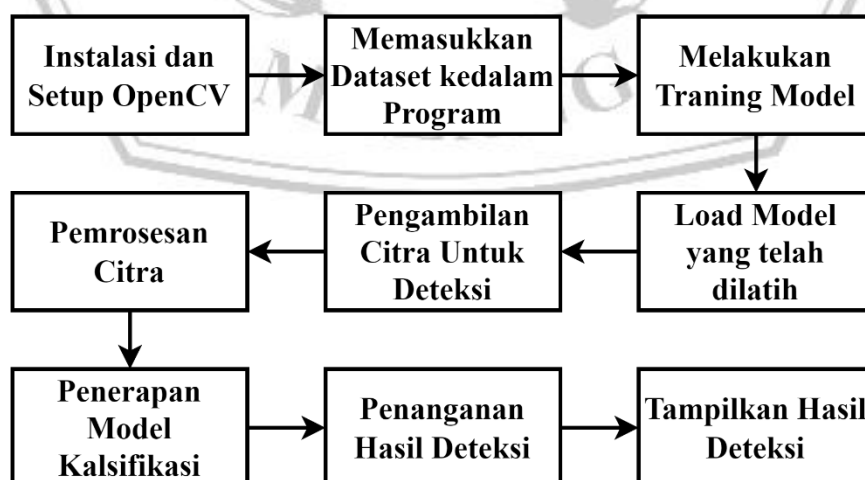 Instalasi dan
Setup OpenCV
Memasukkan
Dataset kedalam
Program
Melakukan
Traning Model
Load Model
yang telah
dilatih
Pengambilan
Citra Untuk
Deteksi
Pemrosesan
Citra
Penerapan
Model
Kalsifikasi
Penanganan
Hasil Deteksi
Tampilkan Hasil
Deteksi